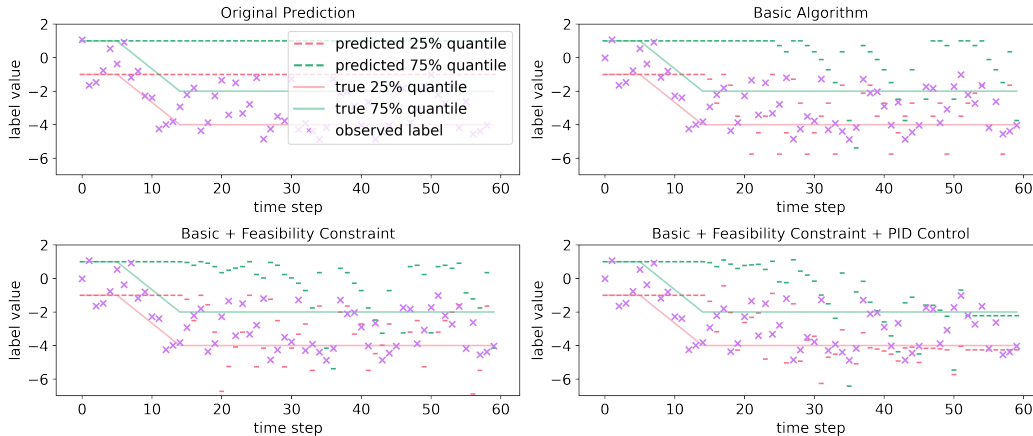 Original Prediction
label value
2
0
−2
−4
−6
predicted 25% quantile
predicted 75% quantile
true 25% quantile
true 75% quantile
observed label
0 10 20 30 40 50 60
time step
Basic Algorithm
label value
2
0
−2
−4
−6
0 10 20 30 40 50 60
time step
Basic + Feasibility Constraint
label value
2
0
−2
−4
−6
0 10 20 30 40 50 60
time step
Basic + Feasibility Constraint + PID Control
label value
2
0
−2
−4
−6
0 10 20 30 40 50 60
time step